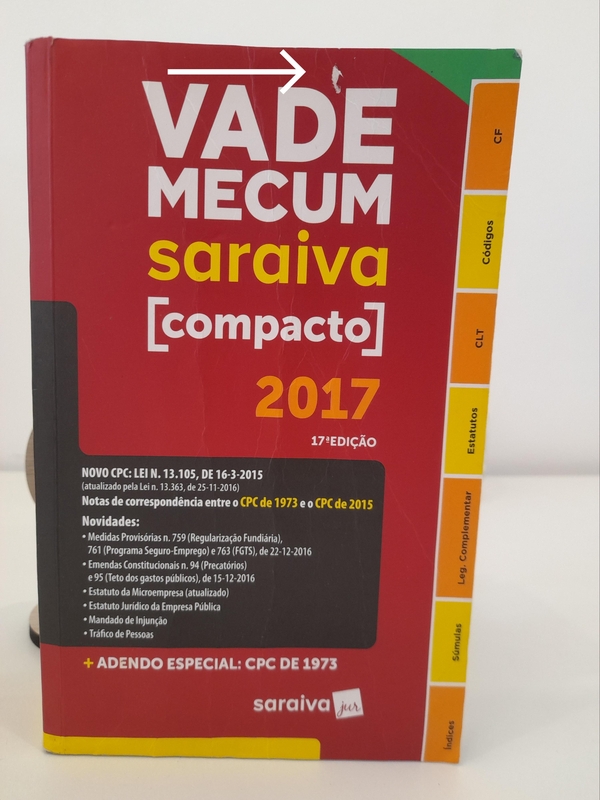 VADE
MECUM
saraiva
[compacto]
2017
17ªEDIÇÃO
NOVO CPC: LEI N. 13.105, DE 16-3-2015
(atualizado pela Lei n. 13.363, de 25-11-2016)
Notas de correspondência entre o CPC de 1973 e o CPC de 2015
Novidades:
• Medidas Provisórias n. 759 (Regularização Fundiária),
761 (Programa Seguro-Emprego) e 763 (FGTS), de 22-12-2016
• Emendas Constitucionais n. 94 (Precatórios)
e 95 (Teto dos gastos públicos), de 15-12-2016
• Estatuto da Microempresa (atualizado)
• Estatuto Jurídico da Empresa Pública
• Mandado de Injunção
• Tráfico de Pessoas
+ ADENDO ESPECIAL: CPC DE 1973
saraiva jur
CF
Códigos
CLT
Estatutos
Leg. Complementar
Súmulas
Índices